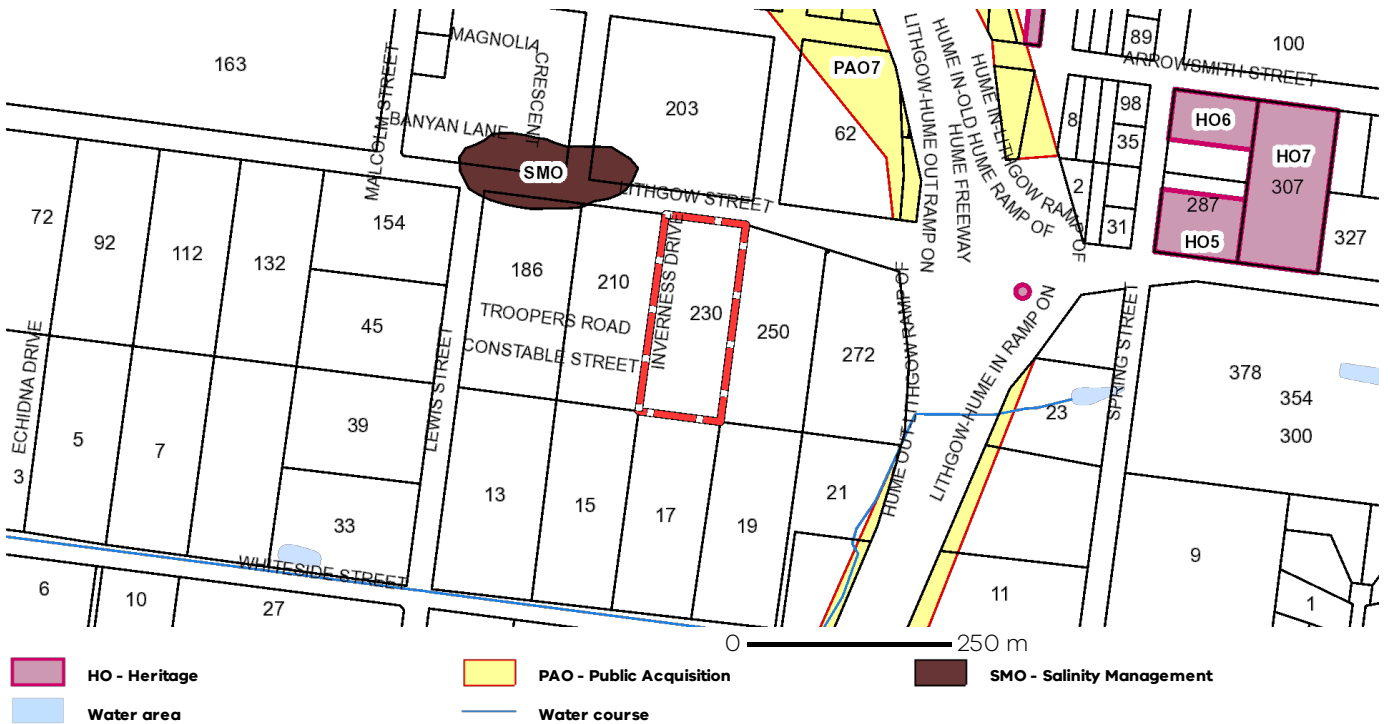 MAGNOLIA
CRESCENT
163
MALCOLM STREET
BANYAN LANE
203
PAO7
62
LITHGOW-HUME OUTRAMP ON
HUME IN-OLD HUME RAMP OF
HUME FREEWAY
HUME IN-LITHGOW RAMP OF
89
100
ARROWSMITH STREET
98
8
35
HO6
HO7
307
SMO
LITHGOW STREET
2
31
287
HO5
327
72
92
112
132
154
186
210
INVERNESS DRIVE
230
250
272
TROOPERS ROAD
CONSTABLE STREET
45
39
33
ECHIDNA DRIVE
LEWIS STREET
HUME OUT-LITHGOW RAMP OF
LITHGOW-HUME IN RAMP ON
SPRING STREET
23
378
354
300
3
5
7
13
15
17
19
21
WHITESIDE STREET
6
10
27
11
9
1
0 250 m
HO - Heritage
PAO - Public Acquisition
SMO - Salinity Management
Water area
Water course